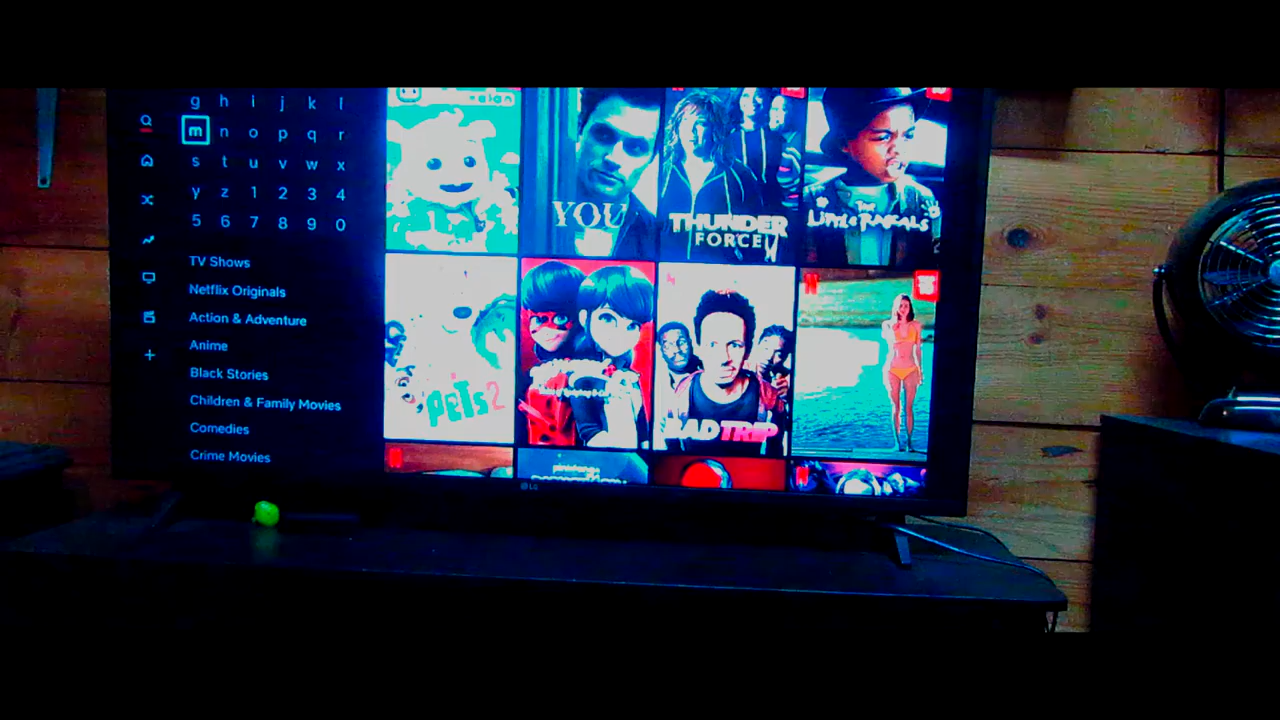 g h i j k l
m n o p q r
s t u v w x
y z 1 2 3 4
5 6 7 8 9 0
TV Shows
Netflix Originals
Action & Adventure
Anime
Black Stories
Children & Family Movies
Comedies
Crime Movies
YOU
THUNDER
FORCE
The
Little Rascals
PETS 2
BAD TRIP
N
LG